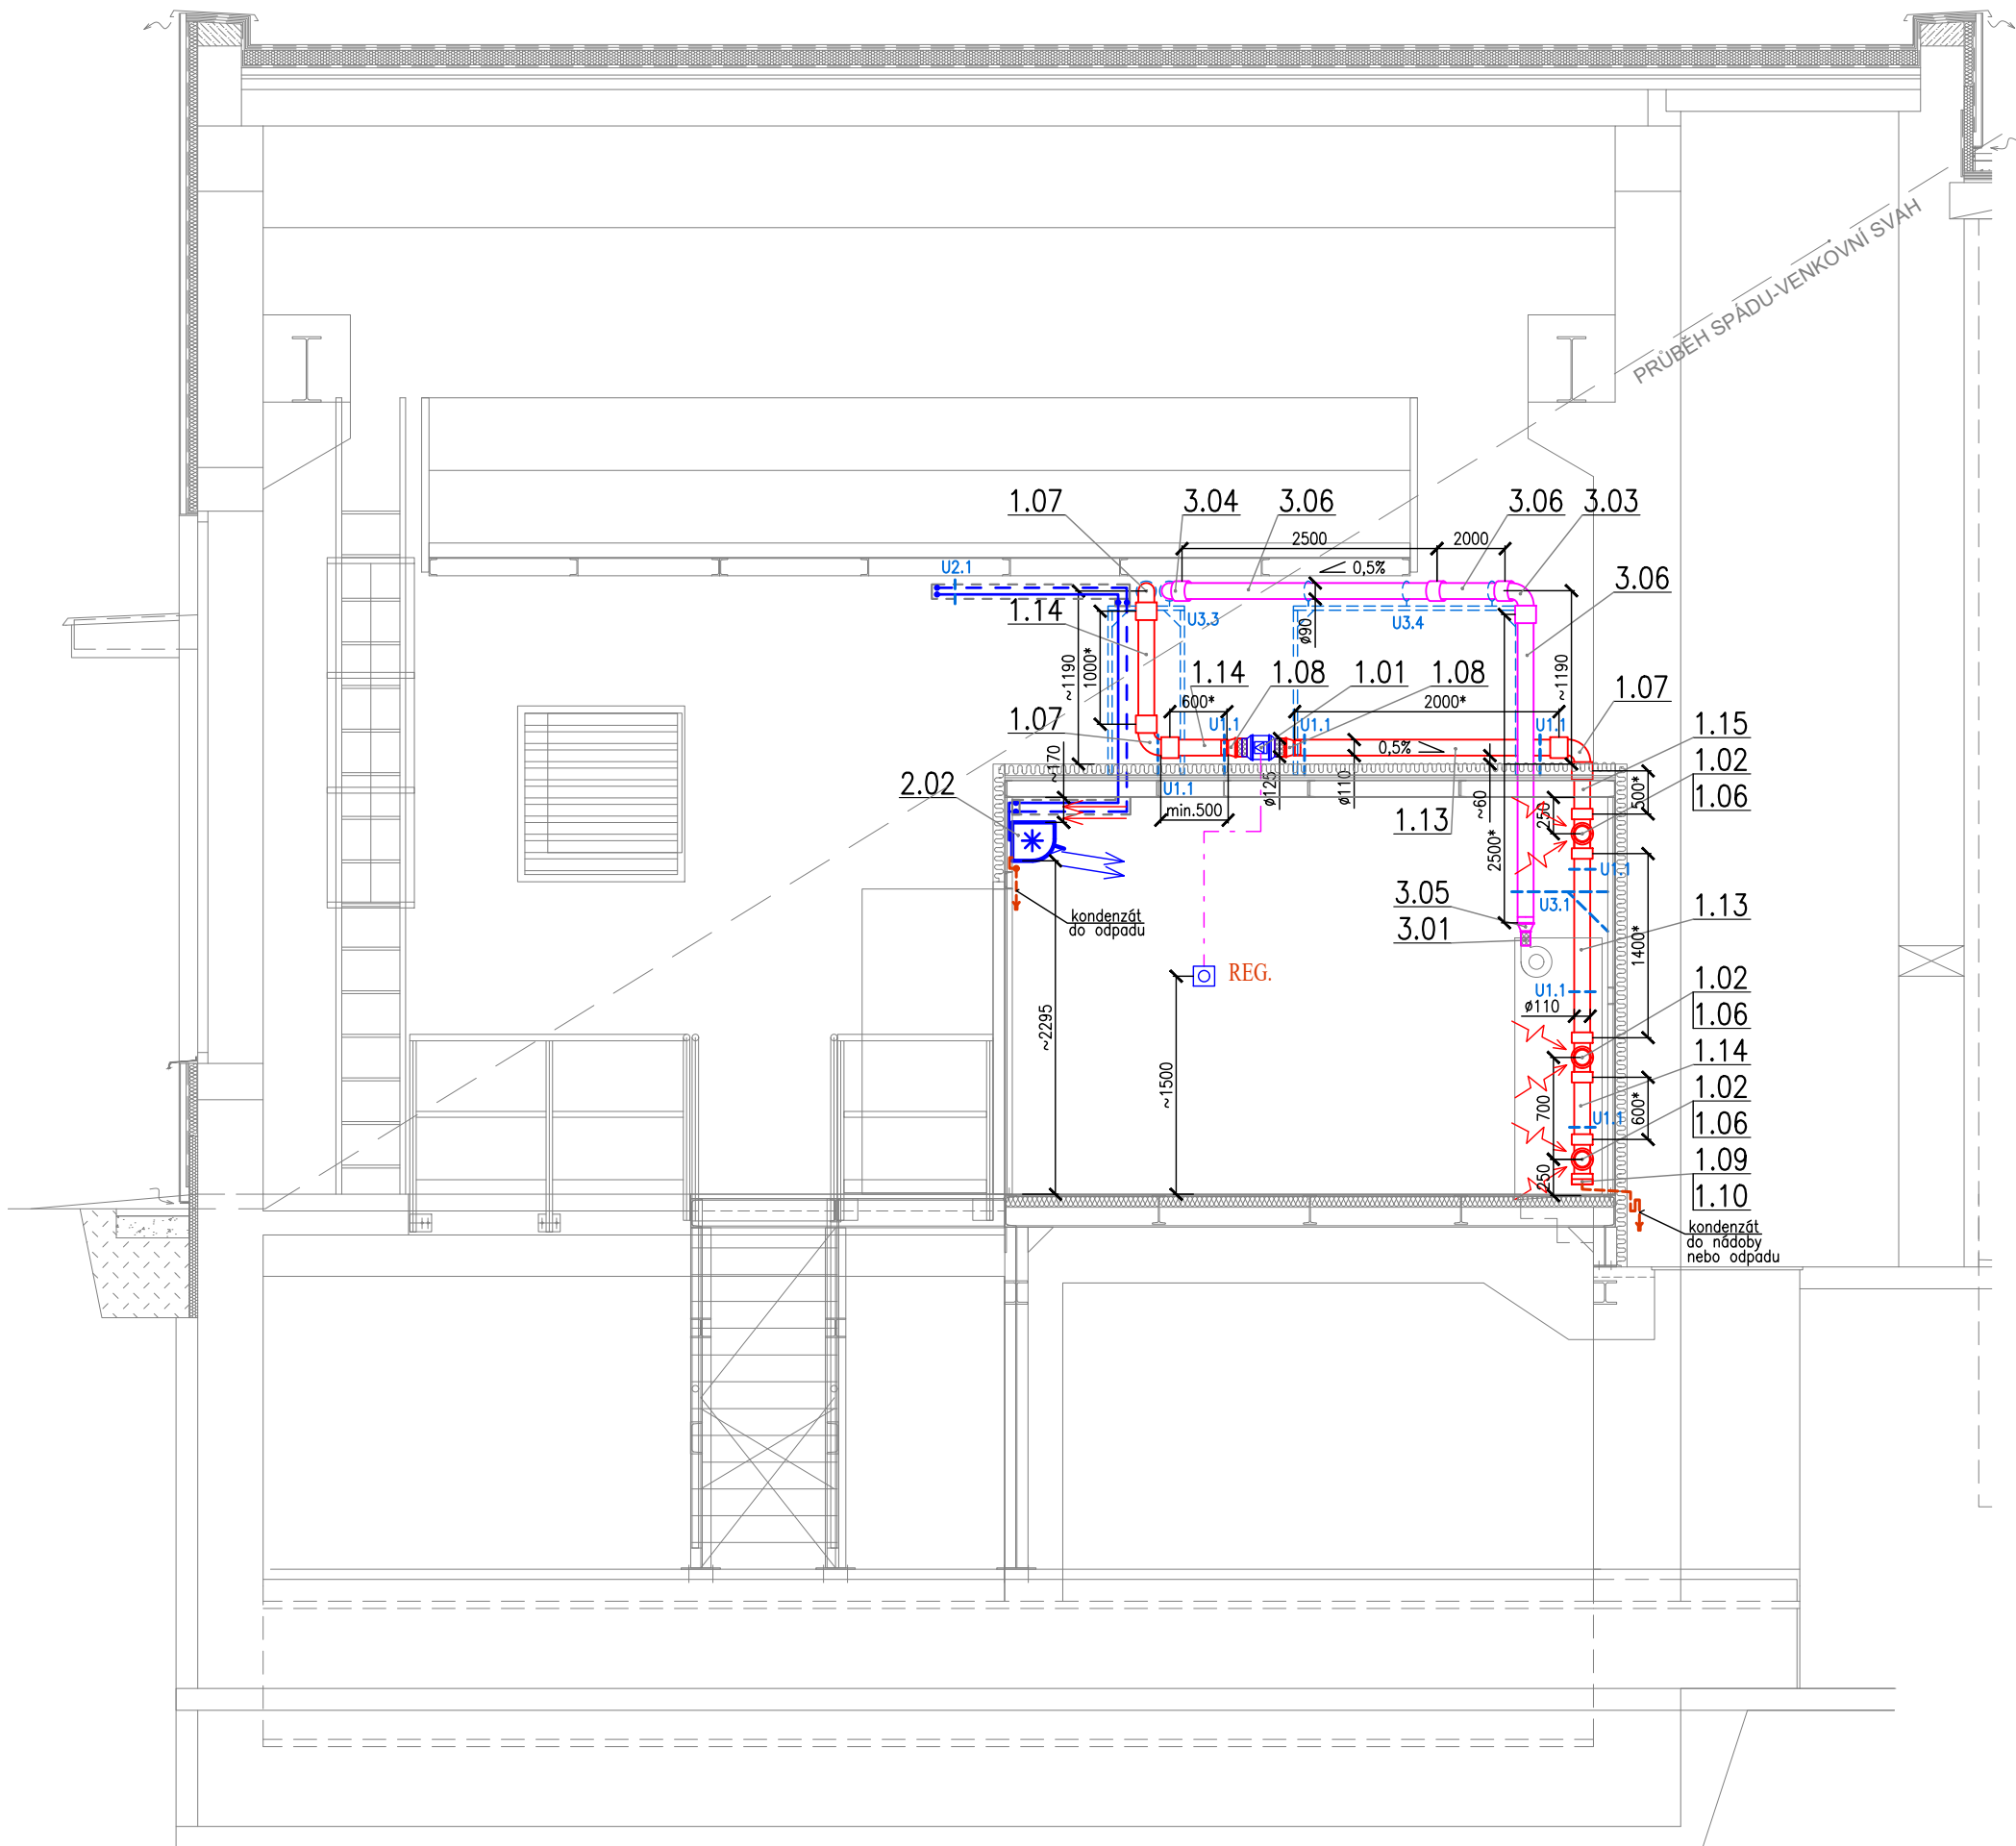 PRŮBĚH SPÁDU-VENKOVNÍ SVAH
1.07
3.04
3.06
3.06
3.03
2500
2000
0,5%
U2.1
3.06
1.14
U3.3
U3.4
ø90
~1190
1000*
~1190
1.14
1.08
1.01
1.08
1.07
600*
2000*
1.07
U1.1
U1.1
U1.1
1.15
0,5%
1.02
~170
ø125
ø110
~60
2.02
U1.1
1.06
500*
min.500
250
1.13
2500*
U1.1
3.05
U3.1
1.13
3.01
kondenzát
do odpadu
1400*
REG.
1.02
U1.1
ø110
1.06
~2295
1.14
~1500
1.02
700
600*
U1.1
1.06
1.09
250
1.10
kondenzát
do nádoby
nebo odpadu